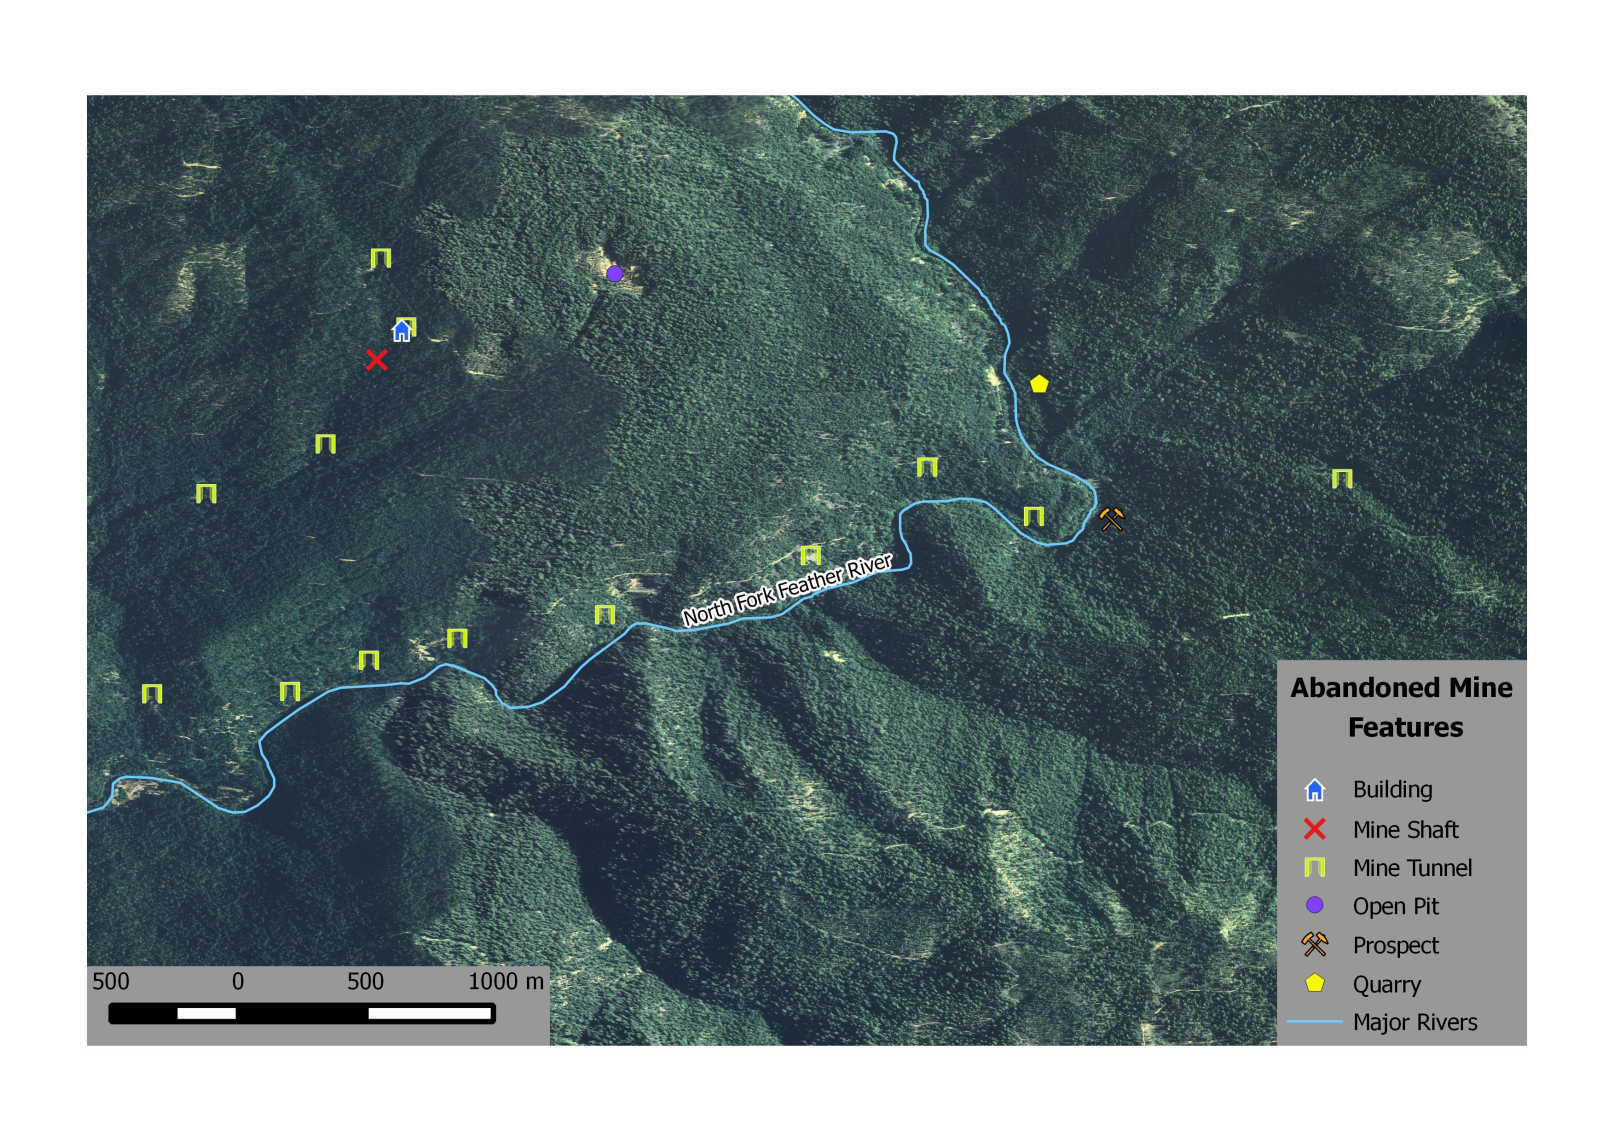 North Fork Feather River
Abandoned Mine
Features
Building
Mine Shaft
Mine Tunnel
Open Pit
Prospect
Quarry
Major Rivers
500 0 500 1000 m